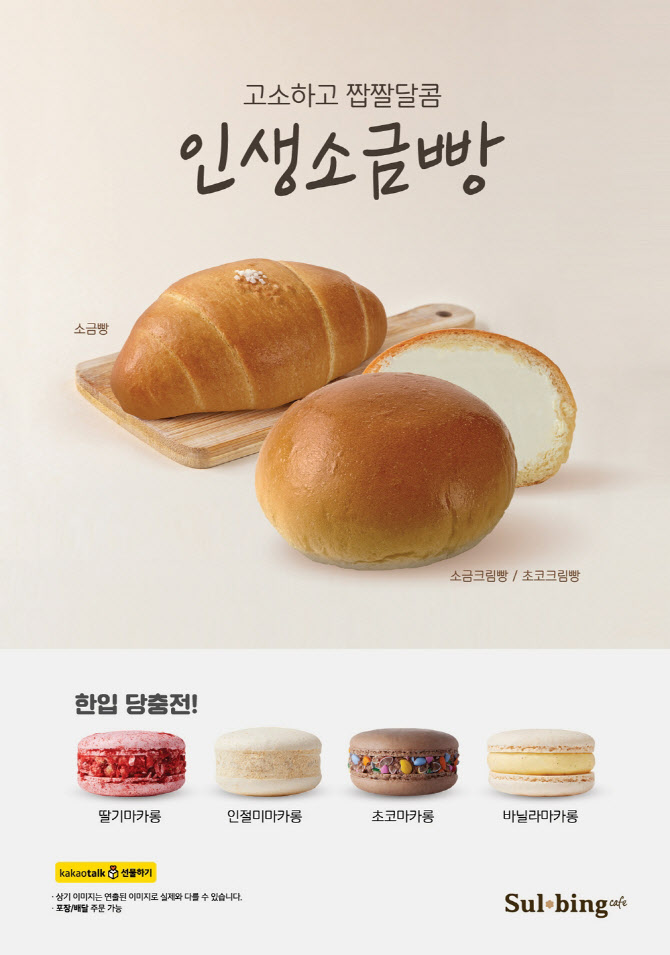 고소하고 짭짤달콤
인생소금빵
소금빵
소금크림빵 / 초코크림빵
한입 당충전!
딸기마카롱 인절미마카롱 초코마카롱 바닐라마카롱
kakaotalk 선물하기
· 상기 이미지는 연출된 이미지로 실제와 다를 수 있습니다.
· 포장/배달 주문 가능
Sulbing cafe